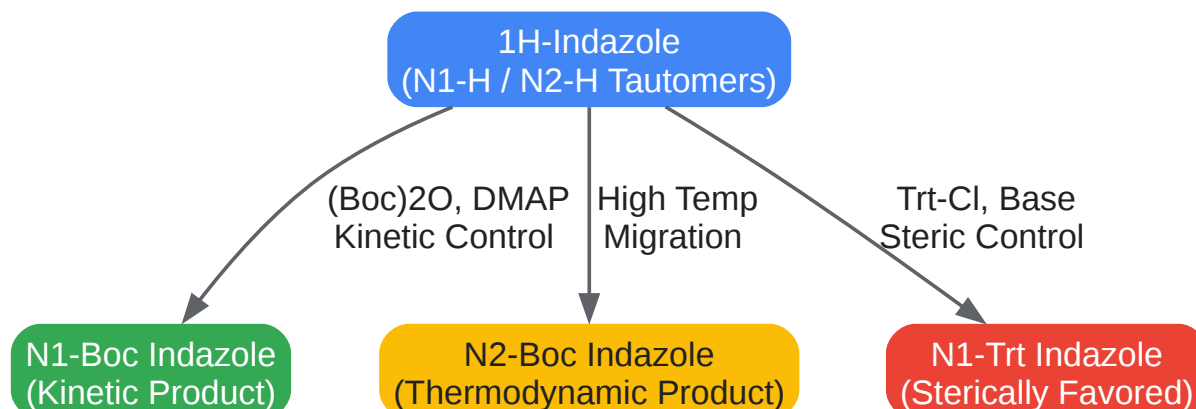 1H-Indazole
(N1-H / N2-H Tautomers)
(Boc)2O, DMAP
Kinetic Control
High Temp
Migration
Trt-Cl, Base
Steric Control
N1-Boc Indazole
(Kinetic Product)
N2-Boc Indazole
(Thermodynamic Product)
N1-Trt Indazole
(Sterically Favored)